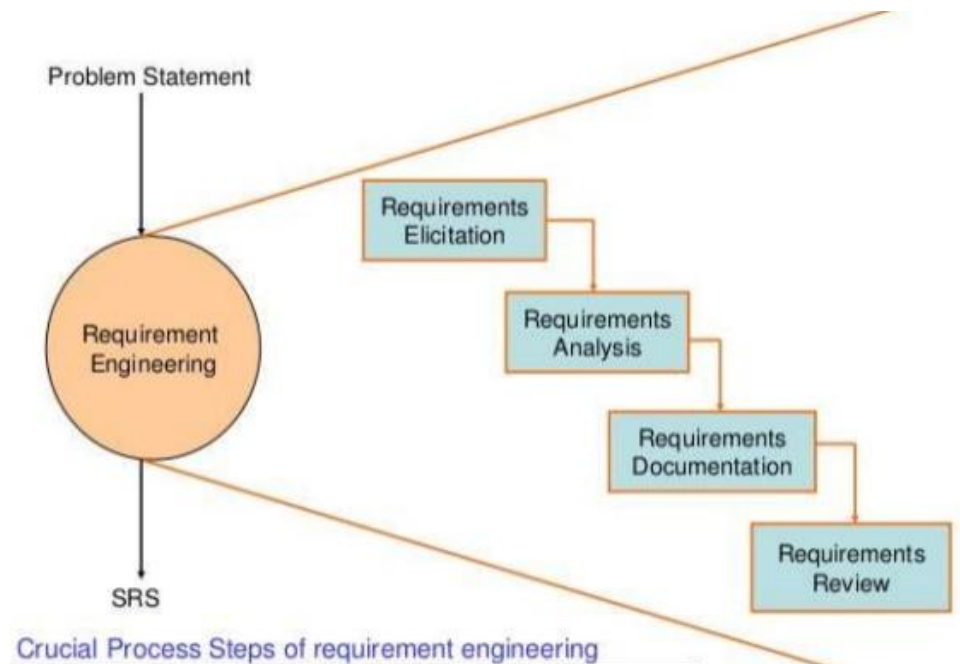 Problem Statement
Requirement
Engineering
SRS
Requirements
Elicitation
Requirements
Analysis
Requirements
Documentation
Requirements
Review
Crucial Process Steps of requirement engineering